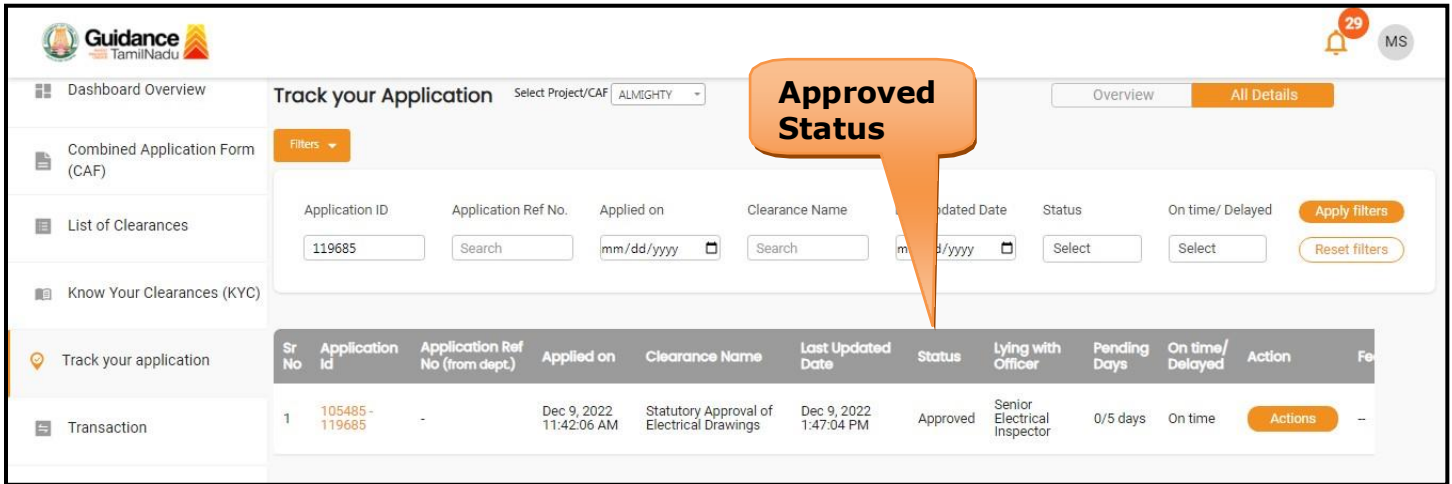 Guidance
TamilNadu
29
MS
Dashboard Overview
Track your Application Select Project/CAF ALMIGHTY
Approved
Status
Overview All Details
Combined Application Form
(CAF)
Filters
List of Clearances
Application ID Application Ref No. Applied on Clearance Name dated Date Status On time/ Delayed Apply filters
119685 Search mm/dd/yyyy Search d/yyyy Select Select Reset filters
Know Your Clearances (KYC)
Track your application
Sr No Application Id Application Ref No (from dept.) Applied on Clearance Name Last Updated Date Status Lying with Officer Pending Days On time/ Delayed Action Fe
1 105485 - 119685 - Dec 9, 2022 11:42:06 AM Statutory Approval of Electrical Drawings Dec 9, 2022 1:47:04 PM Approved Senior Electrical Inspector 0/5 days On time Actions --
Transaction